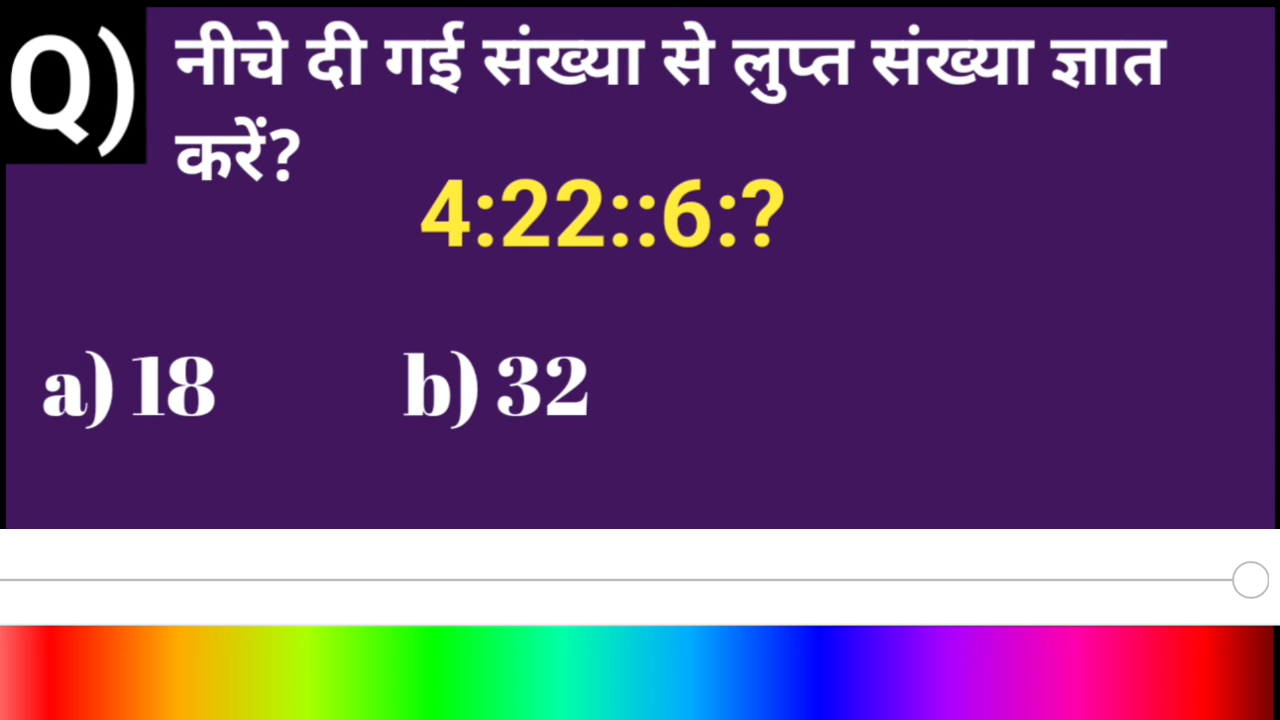 Q) नीचे दी गई संख्या से लुप्त संख्या ज्ञात
करें?
4:22::6:?
a) 18 b) 32